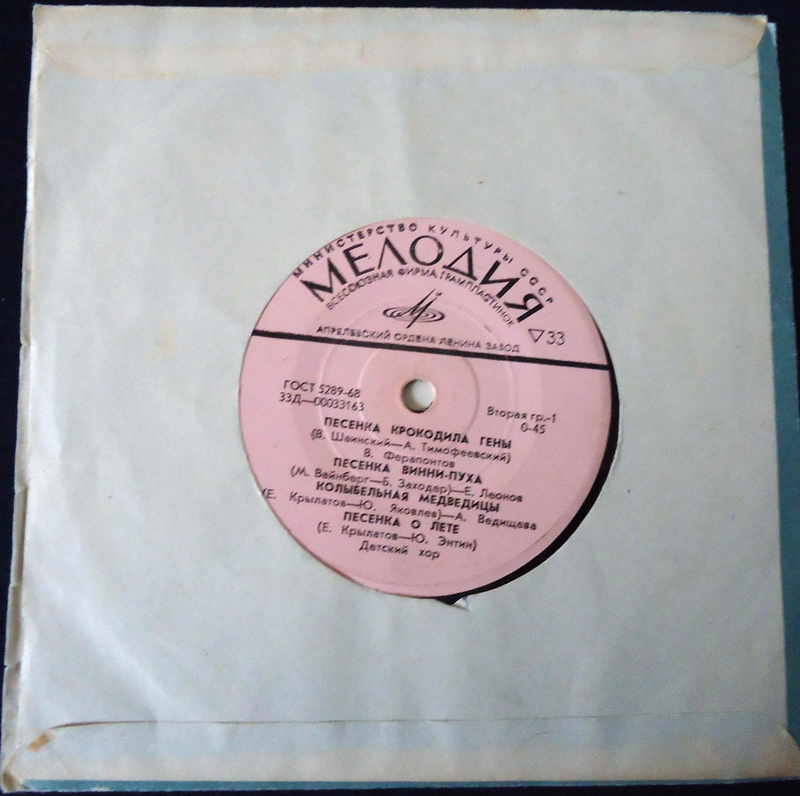 МИНИСТЕРСТВО КУЛЬТУРЫ СССР
МЕЛОДИЯ
ВСЕСОЮЗНАЯ ФИРМА ГРАМПЛАСТИНОК
АПРЕЛЕВСКИЙ ОРДЕНА ЛЕНИНА ЗАВОД
▽33
ГОСТ 5289-68
33Д—00033163
Вторая гр.-1
0-45
ПЕСЕНКА КРОКОДИЛА ГЕНЫ
(В. Шаинский—А. Тимофеевский)
В. Ферапонтов
ПЕСЕНКА ВИННИ-ПУХА
(М. Вайнберг—Б. Заходер)—Е. Леонов
КОЛЫБЕЛЬНАЯ МЕДВЕДИЦЫ
(Е. Крылатов—Ю. Яковлев)—А. Ведищева
ПЕСЕНКА О ЛЕТЕ
(Е. Крылатов—Ю. Энтин)
Детский хор